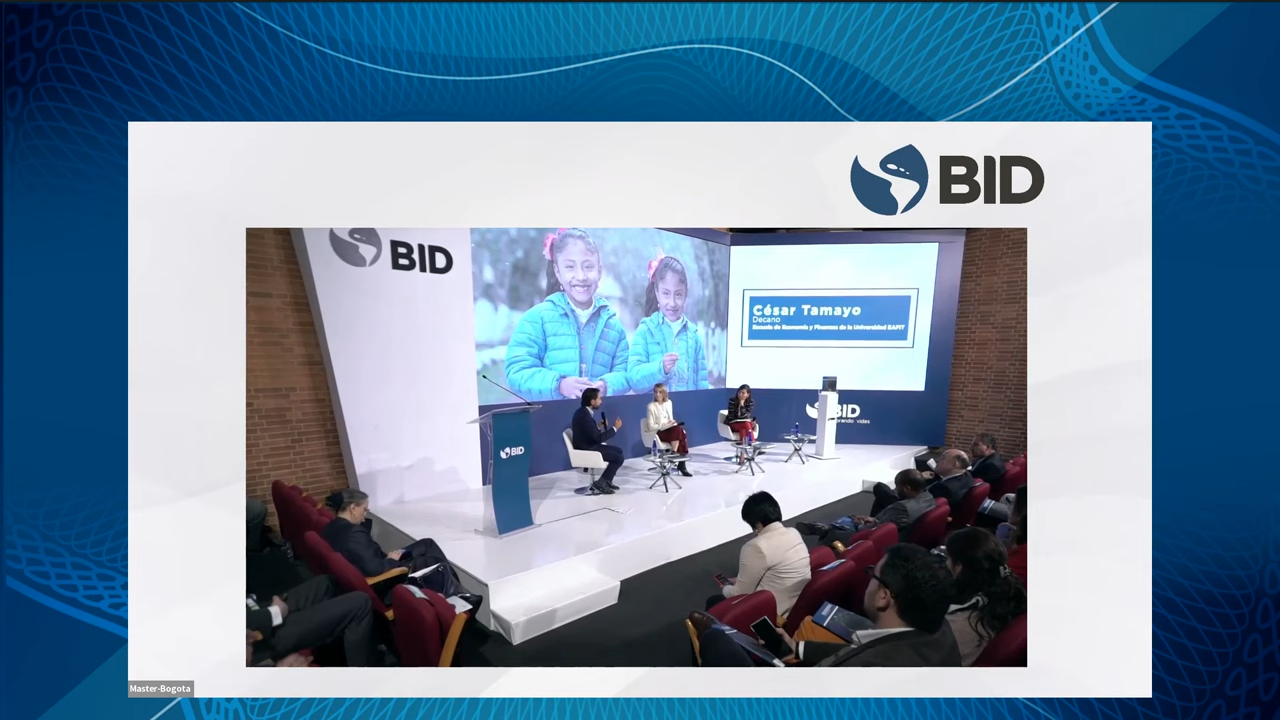 BID
BID
César Tamayo
Decano
Escuela de Economía y Finanzas de la Universidad EAFIT
BID
BID
vidas
Master-Bogota